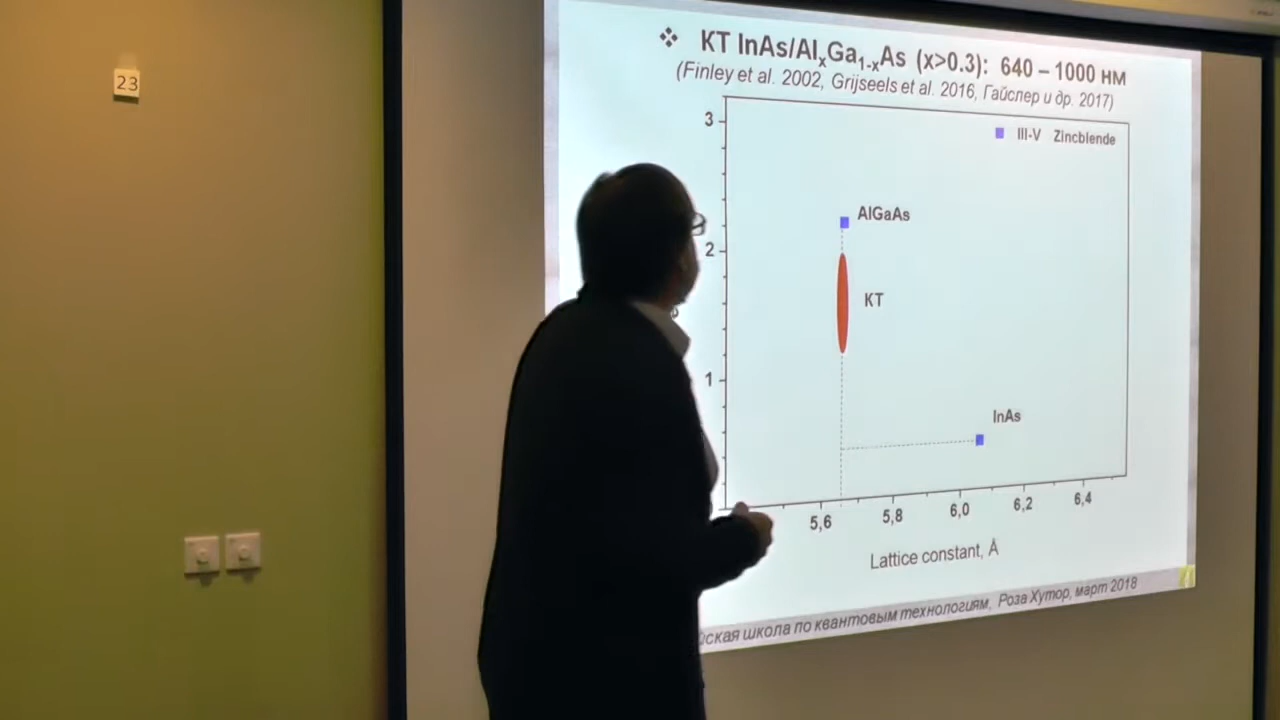 23
❖ КТ InAs/AlxGa1-xAs (x>0.3): 640 – 1000 нм
(Finley et al. 2002, Grijseels et al. 2016, Гайслер и др. 2017)
3
III-V Zincblende
AlGaAs
2
КТ
1
InAs
5,6 5,8 6,0 6,2 6,4
Lattice constant, Å
школа по квантовым технологиям, Роза Хутор, март 2018